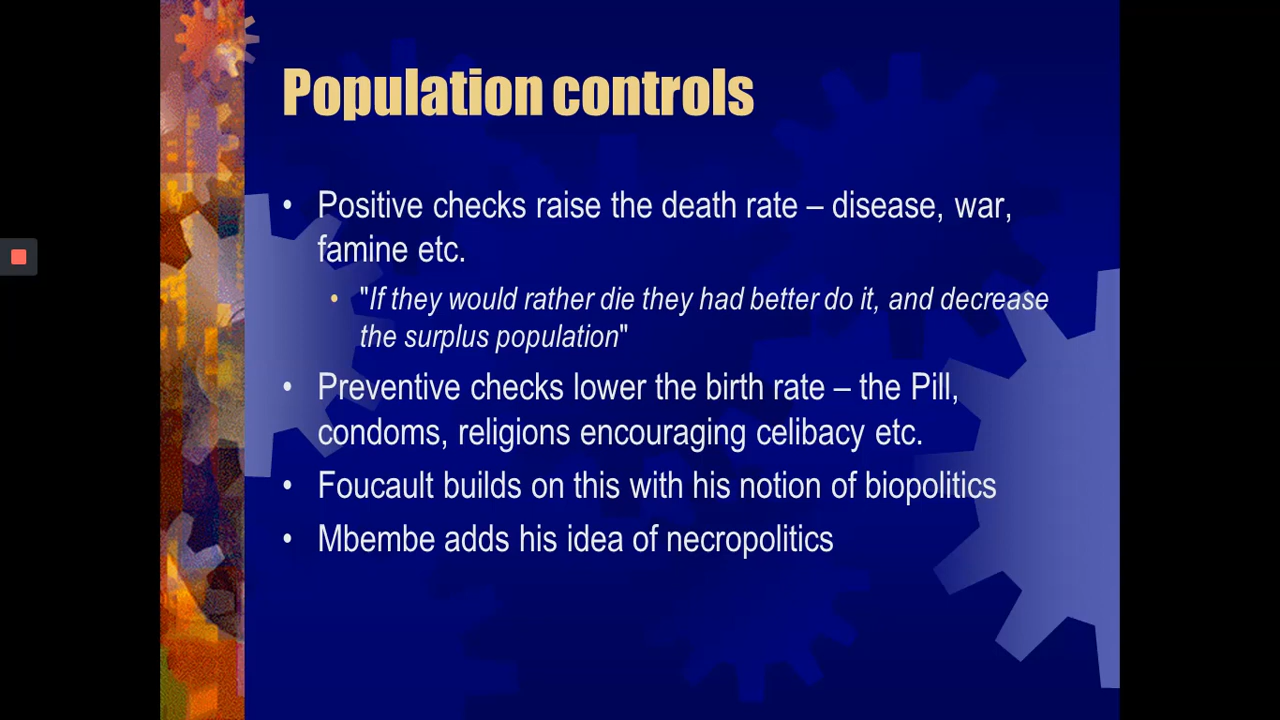 Population controls
• Positive checks raise the death rate – disease, war,
famine etc.
• "If they would rather die they had better do it, and decrease
the surplus population"
• Preventive checks lower the birth rate – the Pill,
condoms, religions encouraging celibacy etc.
• Foucault builds on this with his notion of biopolitics
• Mbembe adds his idea of necropolitics